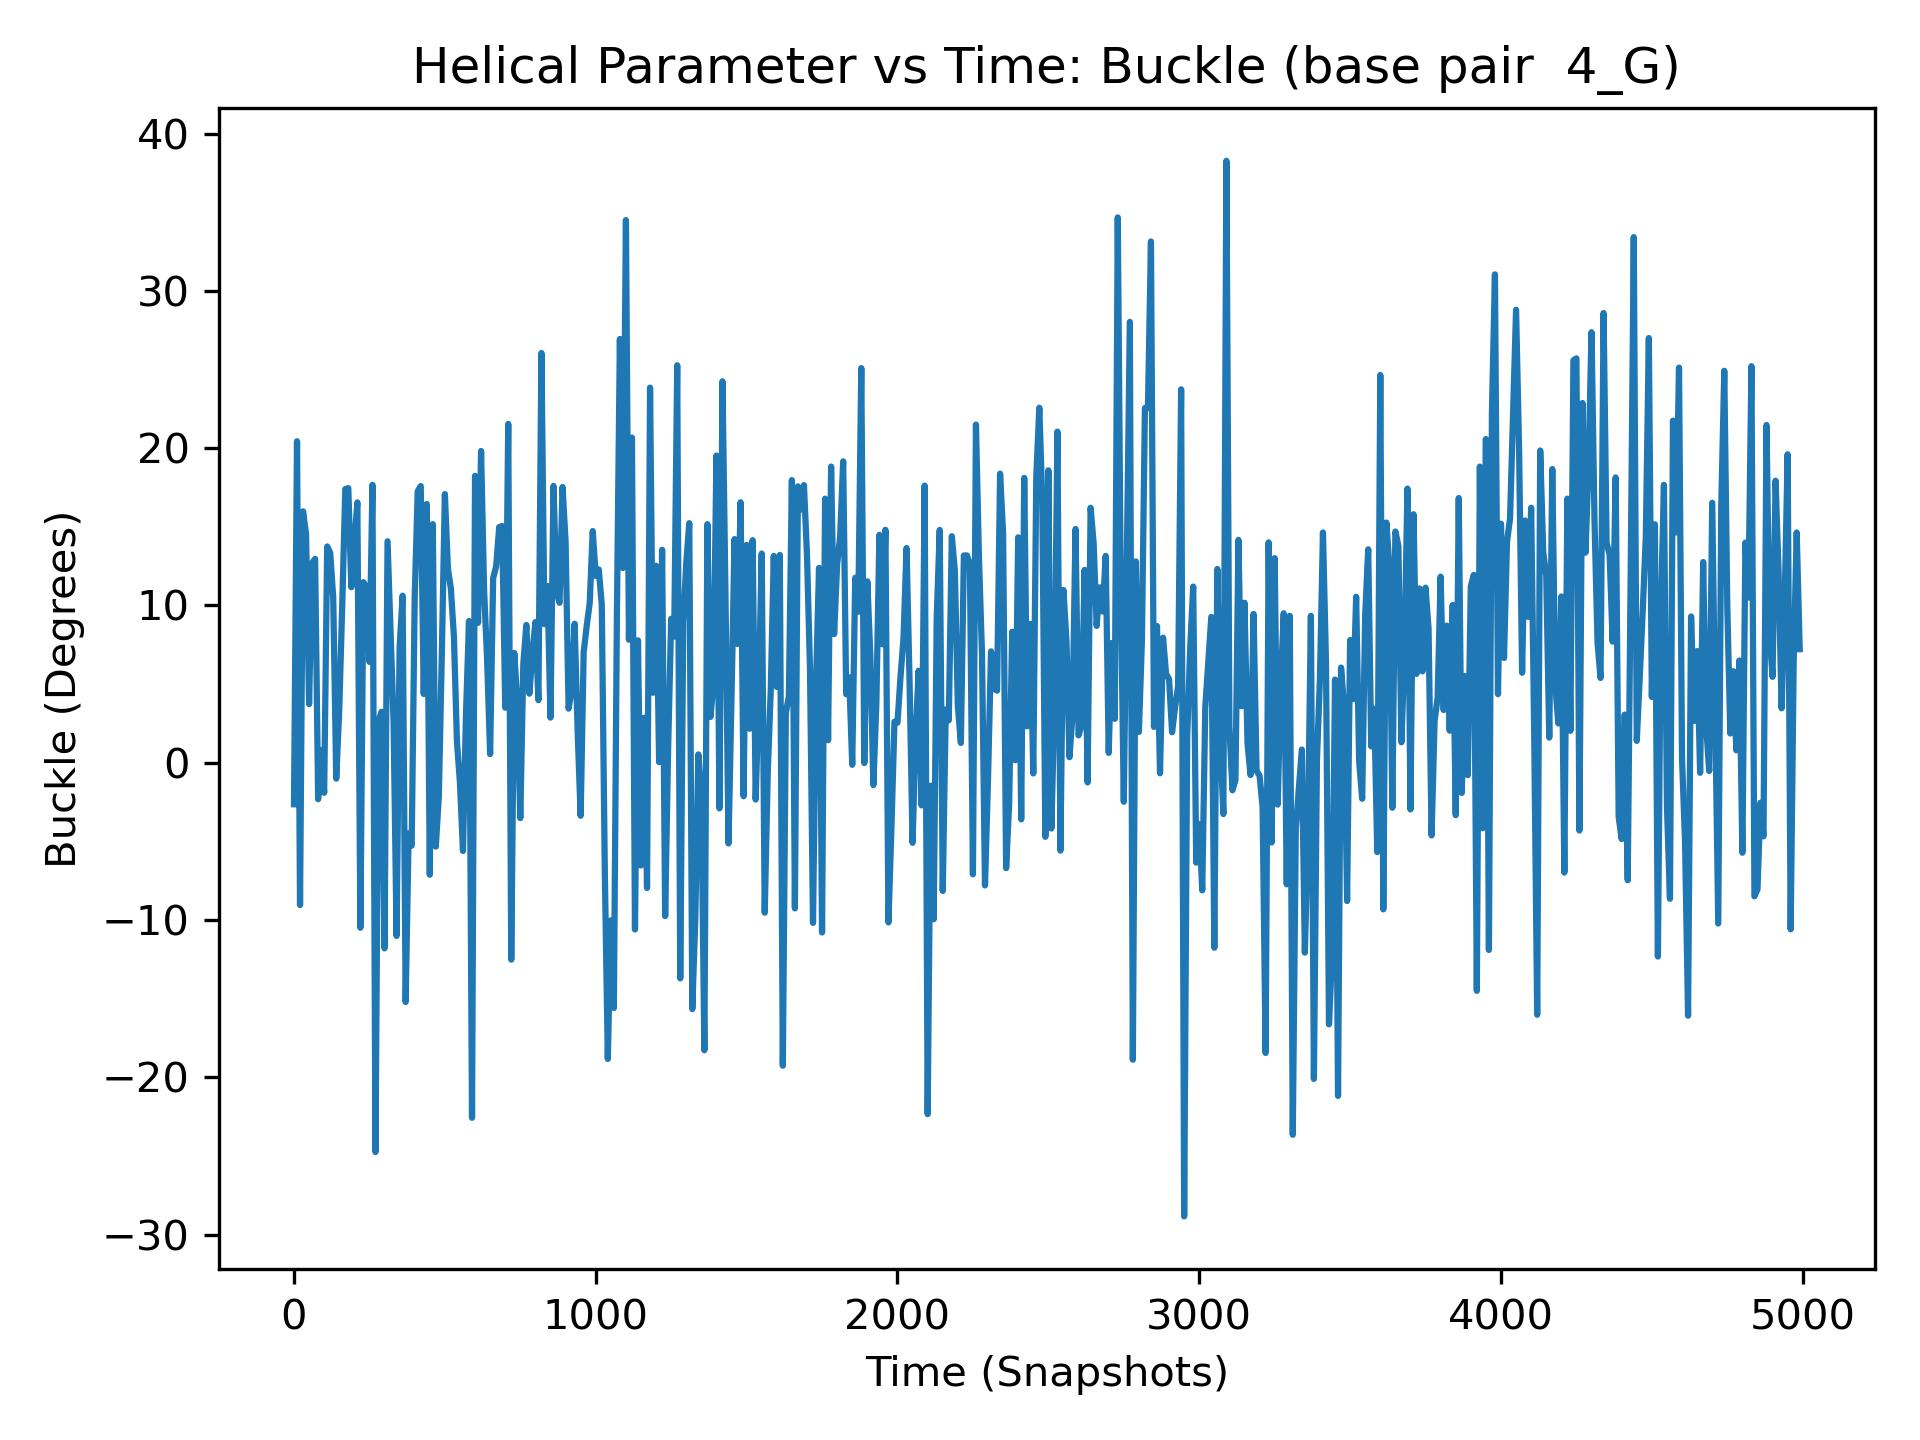 Helical Parameter vs Time: Buckle (base pair  4_G)
40
30
20
10
0
−10
−20
−30
Buckle (Degrees)
0 1000 2000 3000 4000 5000
Time (Snapshots)